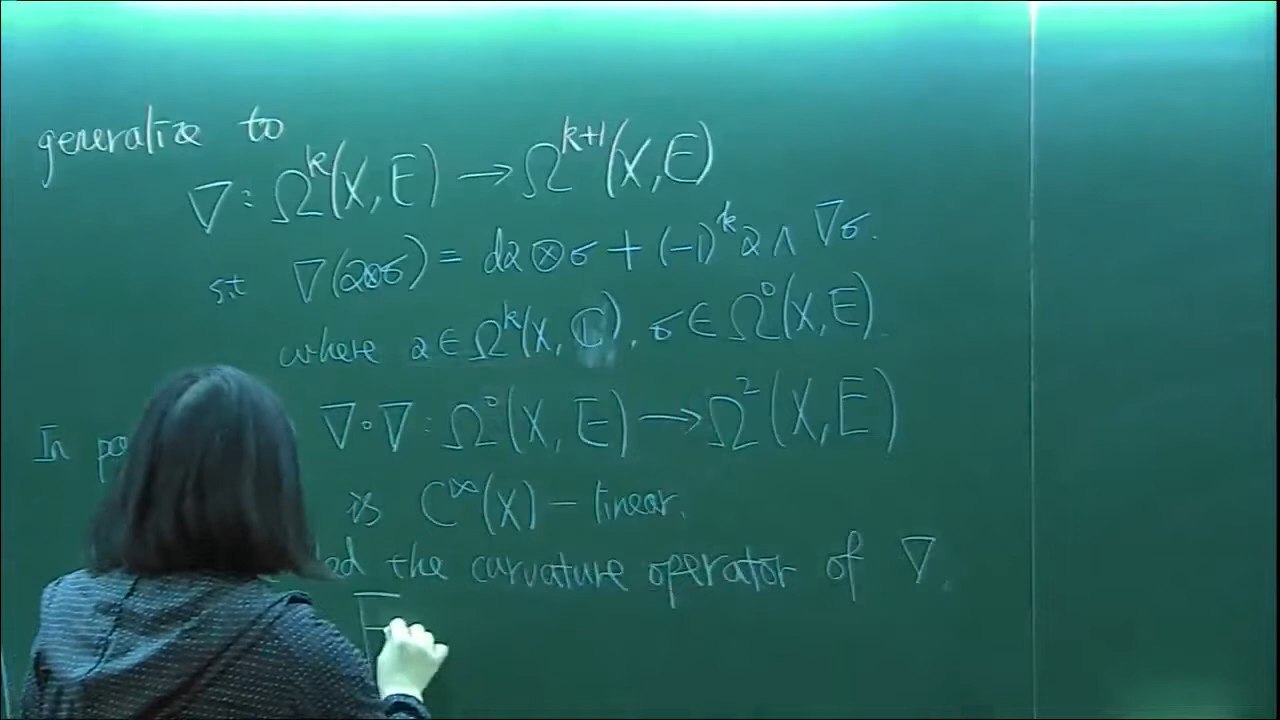 generalize to
∇ : Ω^k(X, E) → Ω^{k+1}(X, E)
s.t ∇(α⊗σ) = dα ⊗ σ + (-1)^k α ∧ ∇σ.
where α ∈ Ω^k(X, ℂ), σ ∈ Ω^0(X, E).
In ∇∘∇ : Ω^0(X, E) → Ω^2(X, E)
is C^∞(X) - linear.
the curvature operator of ∇.
F